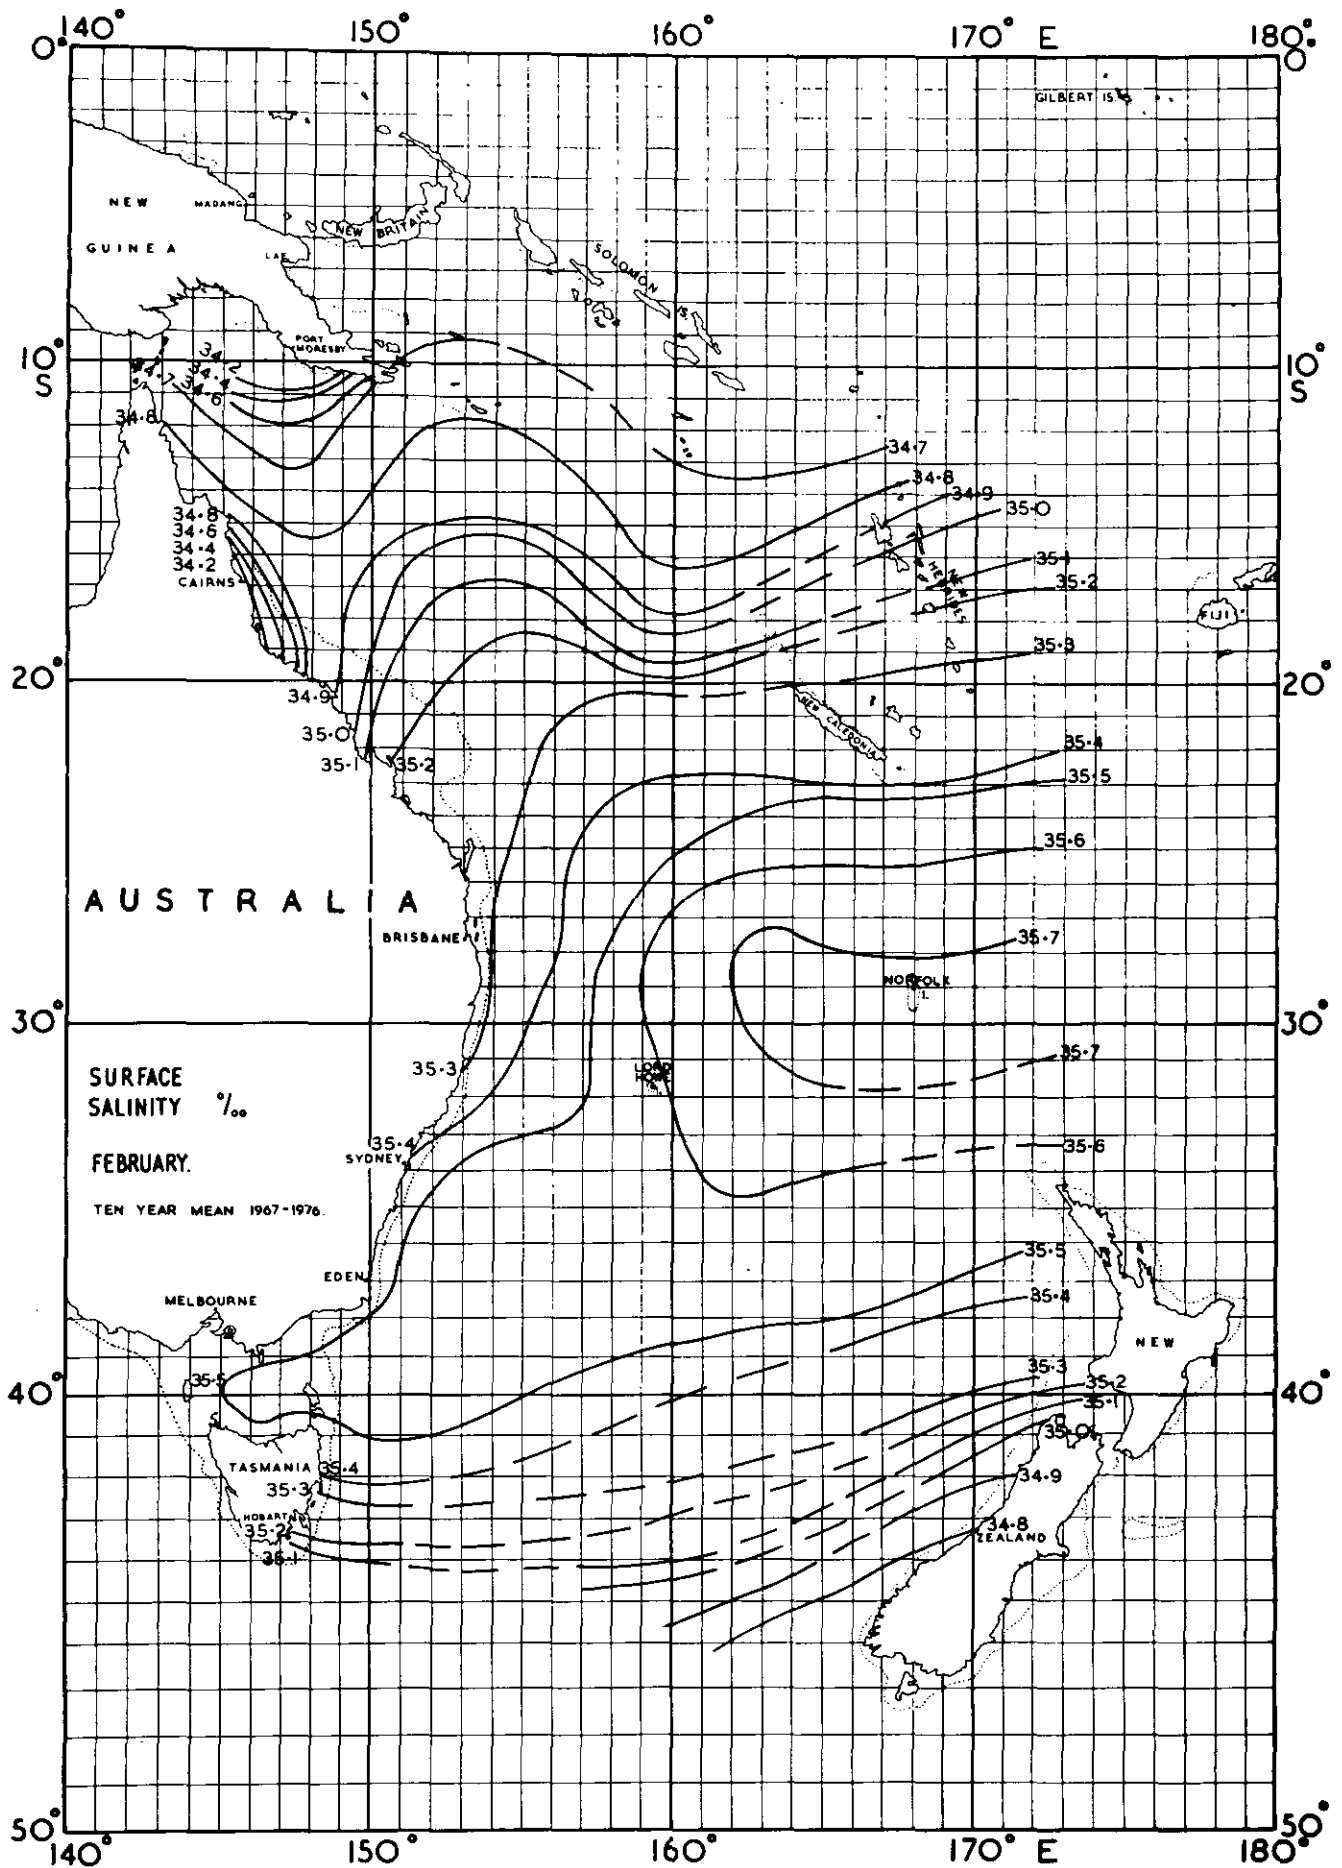 140° 150° 160° 170° E 180°
0° 0°
GILBERT IS.
NEW
MADANG
GUINEA
NEW BRITAIN
LAE
SOLOMON IS.
PORT MORESBY
10° S 10° S
34.2
34.4
34.6
34.7
34.8
34.7
34.8
34.9
35.0
34.8
34.6
34.4
34.2
CAIRNS
35.1
35.2
NEW HEBRIDES
FIJI
35.3
20° 20°
34.9
35.0
35.1 35.2
NEW CALEDONIA
35.4
35.5
35.6
AUSTRALIA
BRISBANE
35.7
NORFOLK I.
30° 30°
35.3
LORD HOWE
35.7
SURFACE
SALINITY ‰
FEBRUARY.
TEN YEAR MEAN 1967-1976.
35.4
SYDNEY
35.6
EDEN
35.5
35.4
MELBOURNE
NEW
35.3
35.2
35.1
35.0
40° 40°
35.5
TASMANIA 35.4
35.3
HOBART
35.2
35.1
34.9
34.8
ZEALAND
50° 50°
140° 150° 160° 170° E 180°